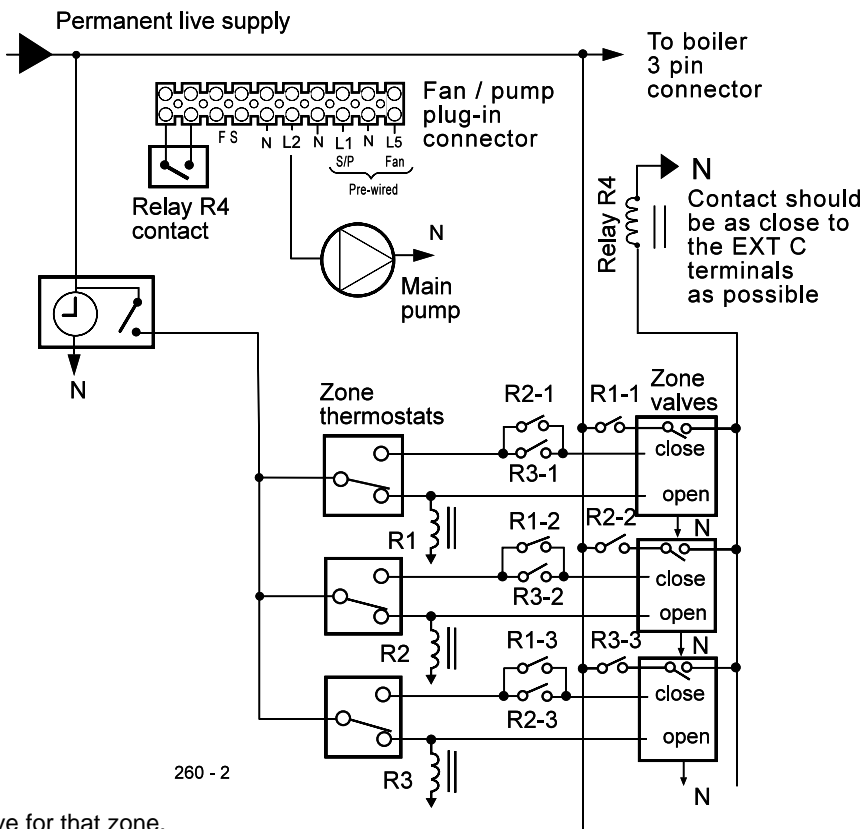 Permanent live supply
To boiler
3 pin
connector
Fan / pump
plug-in
connector
F S
N
L2
N
L1
N
L5
S/P
Fan
Pre-wired
Relay R4
contact
N
Main
pump
Relay R4
N
Contact should
be as close to
the EXT C
terminals
as possible
N
Zone
thermostats
R2-1
R1-1
Zone
valves
R3-1
close
open
R1
N
R1-2
R2-2
R3-2
close
open
R2
N
R1-3
R3-3
R2-3
close
open
R3
N
260 - 2
ve for that zone.